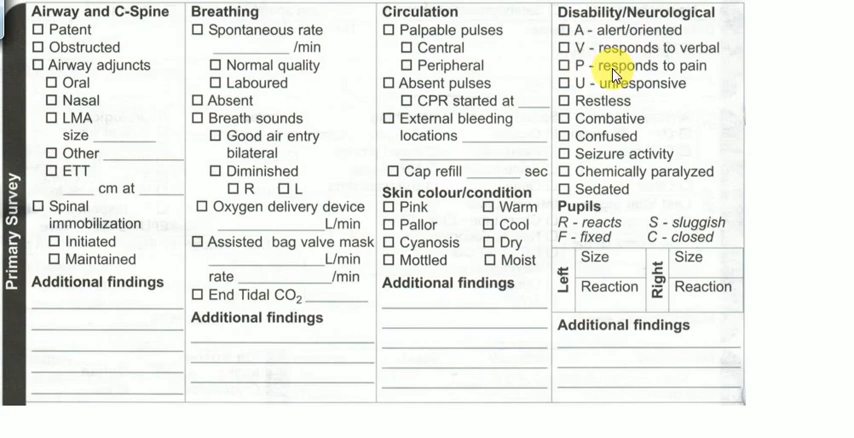 Primary Survey
Airway and C-Spine
Patent
Obstructed
Airway adjuncts
Oral
Nasal
LMA
size
Other
ETT
cm at
Spinal
immobilization
Initiated
Maintained
Additional findings
Breathing
Spontaneous rate
/min
Normal quality
Laboured
Absent
Breath sounds
Good air entry
bilateral
Diminished
R L
Oxygen delivery device
L/min
Assisted bag valve mask
L/min
rate /min
End Tidal CO2
Additional findings
Circulation
Palpable pulses
Central
Peripheral
Absent pulses
CPR started at
External bleeding
locations
Cap refill sec
Skin colour/condition
Pink Warm
Pallor Cool
Cyanosis Dry
Mottled Moist
Additional findings
Disability/Neurological
A - alert/oriented
V - responds to verbal
P - responds to pain
U - unresponsive
Restless
Combative
Confused
Seizure activity
Chemically paralyzed
Sedated
Pupils
R - reacts S - sluggish
F - fixed C - closed
Left Size Right Size
Reaction Reaction
Additional findings